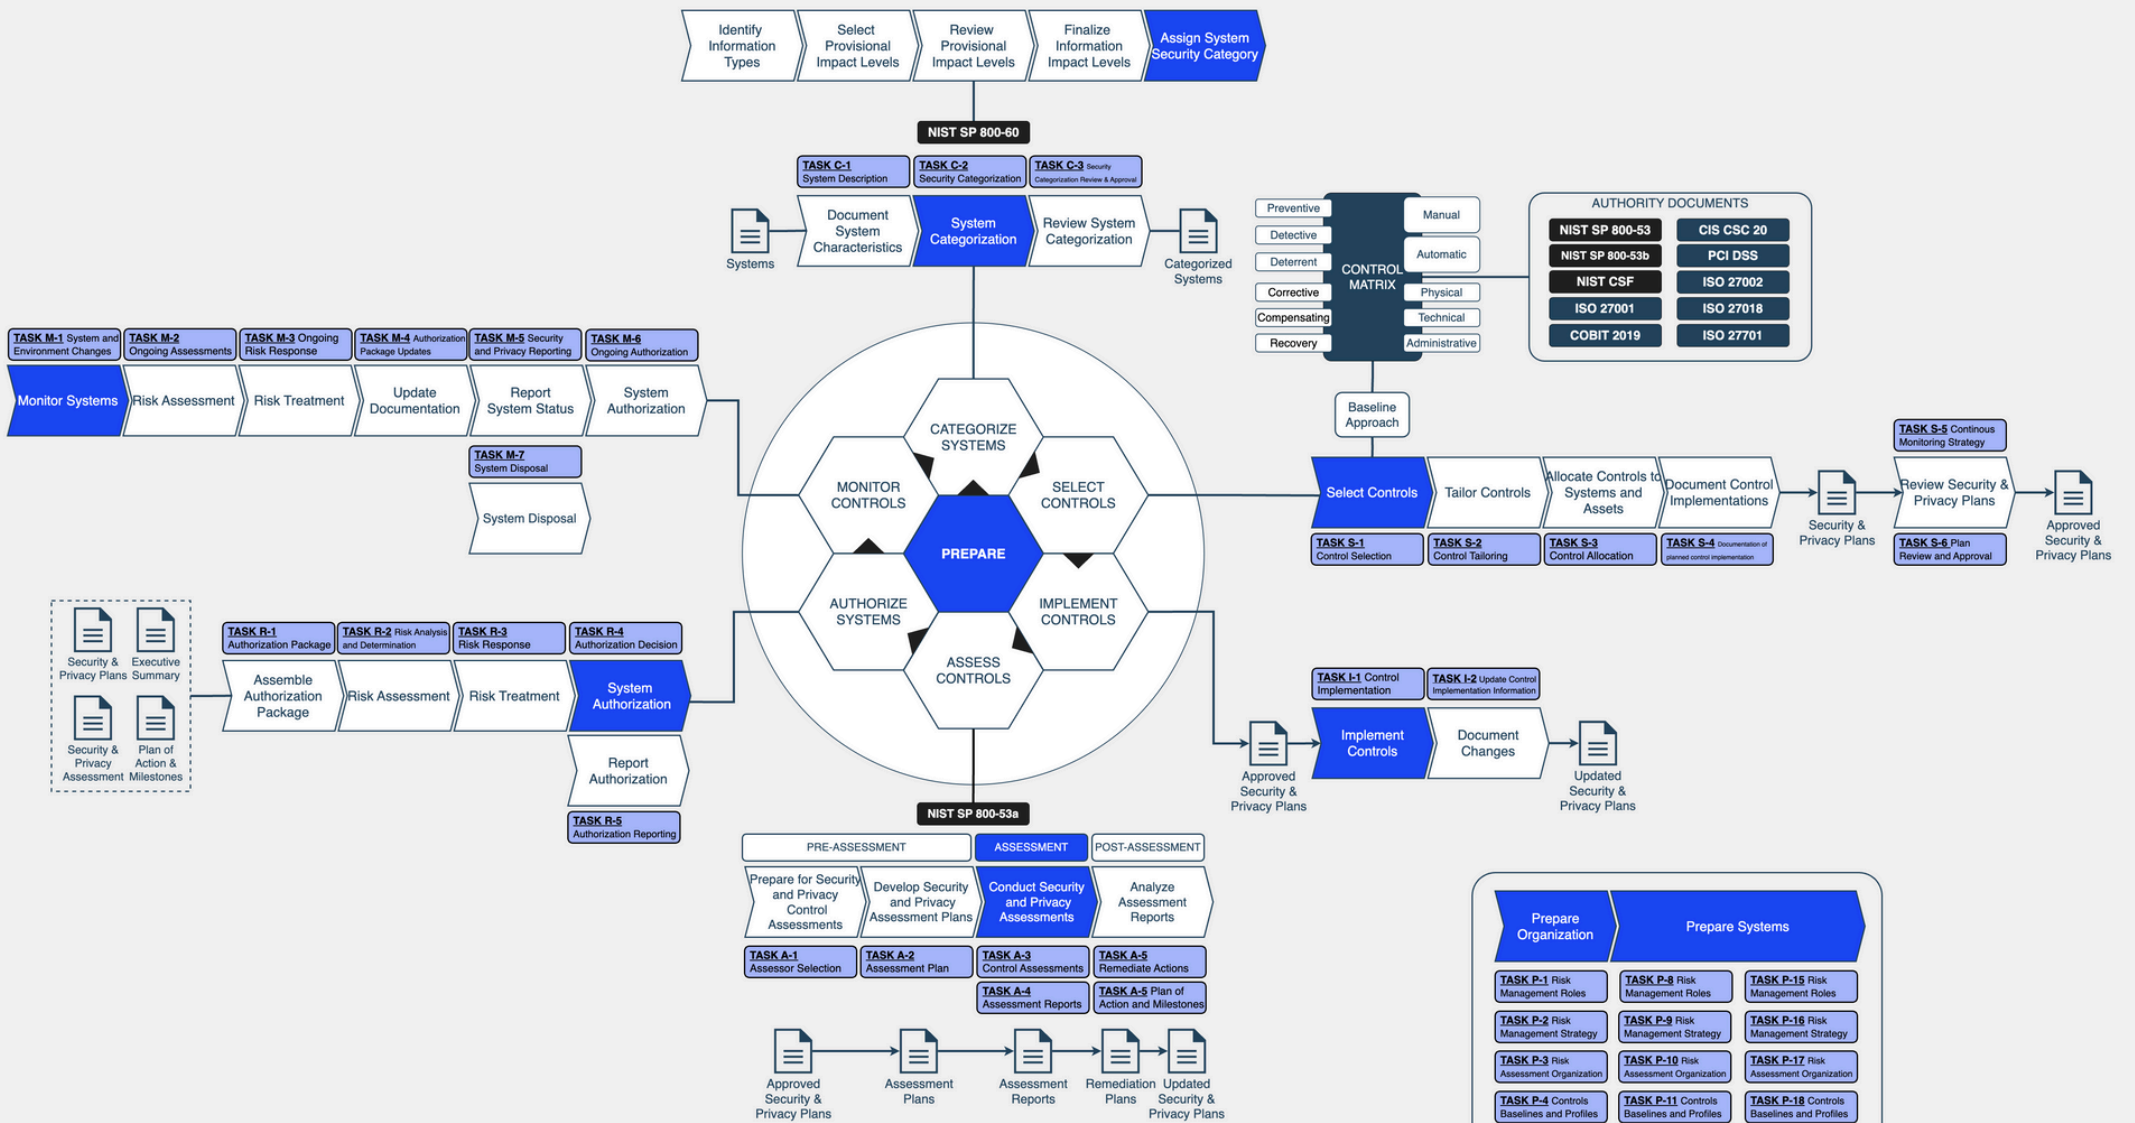 Identify
Information
Types
Select
Provisional
Impact Levels
Review
Provisional
Impact Levels
Finalize
Information
Impact Levels
Assign System
Security Category
NIST SP 800-60
TASK C-1
System Description
TASK C-2
Security Categorization
TASK C-3 Security
Categorization Review & Approval
Systems
Document
System
Characteristics
System
Categorization
Review System
Categorization
Categorized
Systems
Preventive
Detective
Deterrent
Corrective
Compensating
Recovery
CONTROL
MATRIX
Manual
Automatic
Physical
Technical
Administrative
AUTHORITY DOCUMENTS
NIST SP 800-53
CIS CSC 20
NIST SP 800-53b
PCI DSS
NIST CSF
ISO 27002
ISO 27001
ISO 27018
COBIT 2019
ISO 27701
Baseline
Approach
TASK M-1 System and
Environment Changes
TASK M-2
Ongoing Assessments
TASK M-3 Ongoing
Risk Response
TASK M-4 Authorization
Package Updates
TASK M-5 Security
and Privacy Reporting
TASK M-6
Ongoing Authorization
Monitor Systems
Risk Assessment
Risk Treatment
Update
Documentation
Report
System Status
System
Authorization
TASK M-7
System Disposal
System Disposal
CATEGORIZE
SYSTEMS
MONITOR
CONTROLS
SELECT
CONTROLS
PREPARE
AUTHORIZE
SYSTEMS
IMPLEMENT
CONTROLS
ASSESS
CONTROLS
Select Controls
Tailor Controls
Allocate Controls to
Systems and
Assets
Document Control
Implementations
TASK S-1
Control Selection
TASK S-2
Control Tailoring
TASK S-3
Control Allocation
TASK S-4 Documentation of
planned control implementation
Security &
Privacy Plans
TASK S-5 Continous
Monitoring Strategy
Review Security &
Privacy Plans
TASK S-6 Plan
Review and Approval
Approved
Security &
Privacy Plans
Security &
Privacy Plans
Executive
Summary
Security &
Privacy
Assessment
Plan of
Action &
Milestones
TASK R-1
Authorization Package
TASK R-2 Risk Analysis
and Determination
TASK R-3
Risk Response
TASK R-4
Authorization Decision
Assemble
Authorization
Package
Risk Assessment
Risk Treatment
System
Authorization
Report
Authorization
TASK R-5
Authorization Reporting
TASK I-1 Control
Implementation
TASK I-2 Update Control
Implementation Information
Approved
Security &
Privacy Plans
Implement
Controls
Document
Changes
Updated
Security &
Privacy Plans
NIST SP 800-53a
PRE-ASSESSMENT
ASSESSMENT
POST-ASSESSMENT
Prepare for Security
and Privacy
Control
Assessments
Develop Security
and Privacy
Assessment Plans
Conduct Security
and Privacy
Assessments
Analyze
Assessment
Reports
TASK A-1
Assessor Selection
TASK A-2
Assessment Plan
TASK A-3
Control Assessments
TASK A-5
Remediate Actions
TASK A-4
Assessment Reports
TASK A-5 Plan of
Action and Milestones
Approved
Security &
Privacy Plans
Assessment
Plans
Assessment
Reports
Remediation
Plans
Updated
Security &
Privacy Plans
Prepare
Organization
Prepare Systems
TASK P-1 Risk
Management Roles
TASK P-8 Risk
Management Roles
TASK P-15 Risk
Management Roles
TASK P-2 Risk
Management Strategy
TASK P-9 Risk
Management Strategy
TASK P-16 Risk
Management Strategy
TASK P-3 Risk
Assessment Organization
TASK P-10 Risk
Assessment Organization
TASK P-17 Risk
Assessment Organization
TASK P-4 Controls
Baselines and Profiles
TASK P-11 Controls
Baselines and Profiles
TASK P-18 Controls
Baselines and Profiles